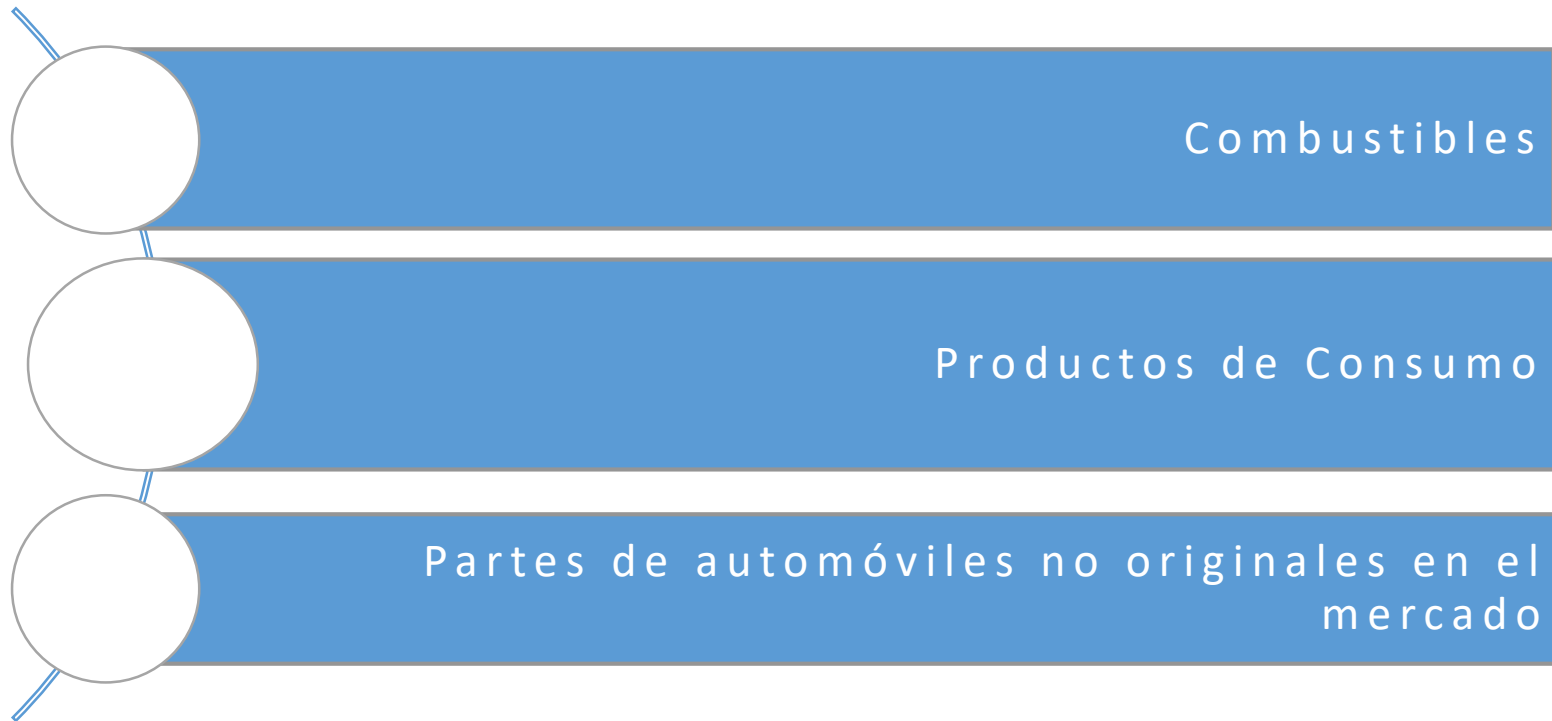 Combustibles
Productos de Consumo
Partes de automóviles no originales en el
mercado